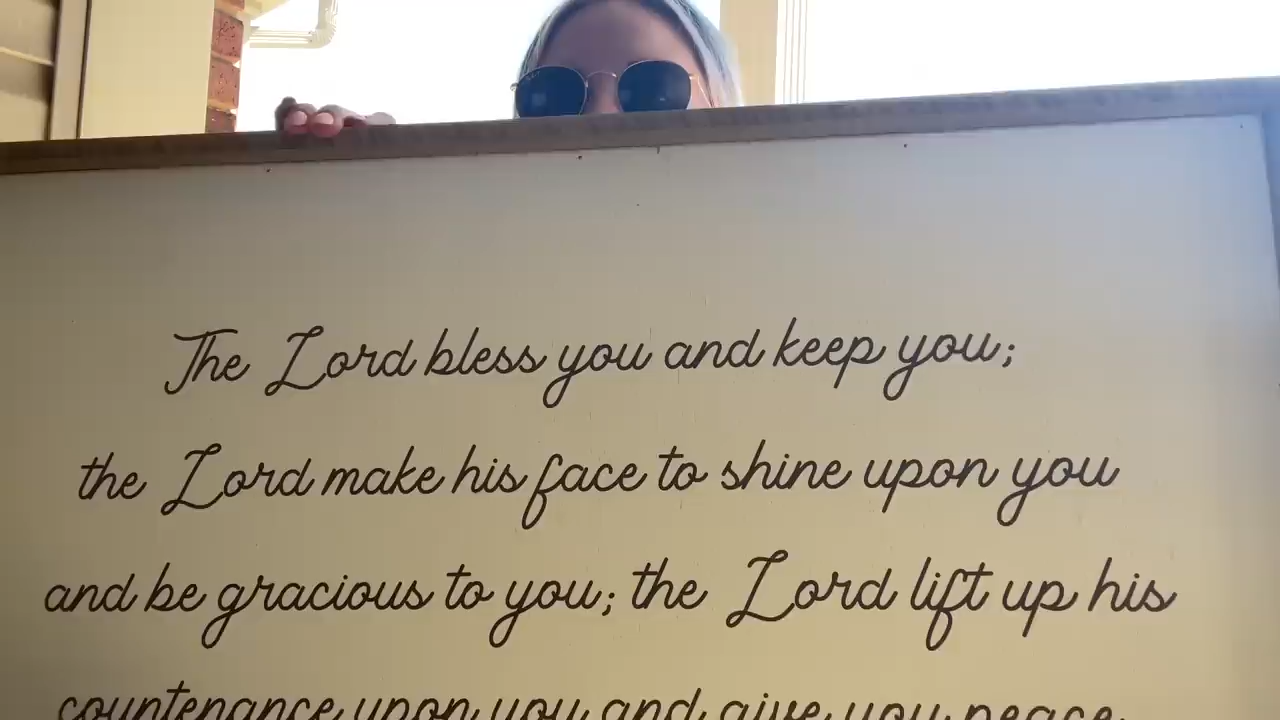 The Lord bless you and keep you;
the Lord make his face to shine upon you
and be gracious to you; the Lord lift up his
countenance upon you and give you peace.